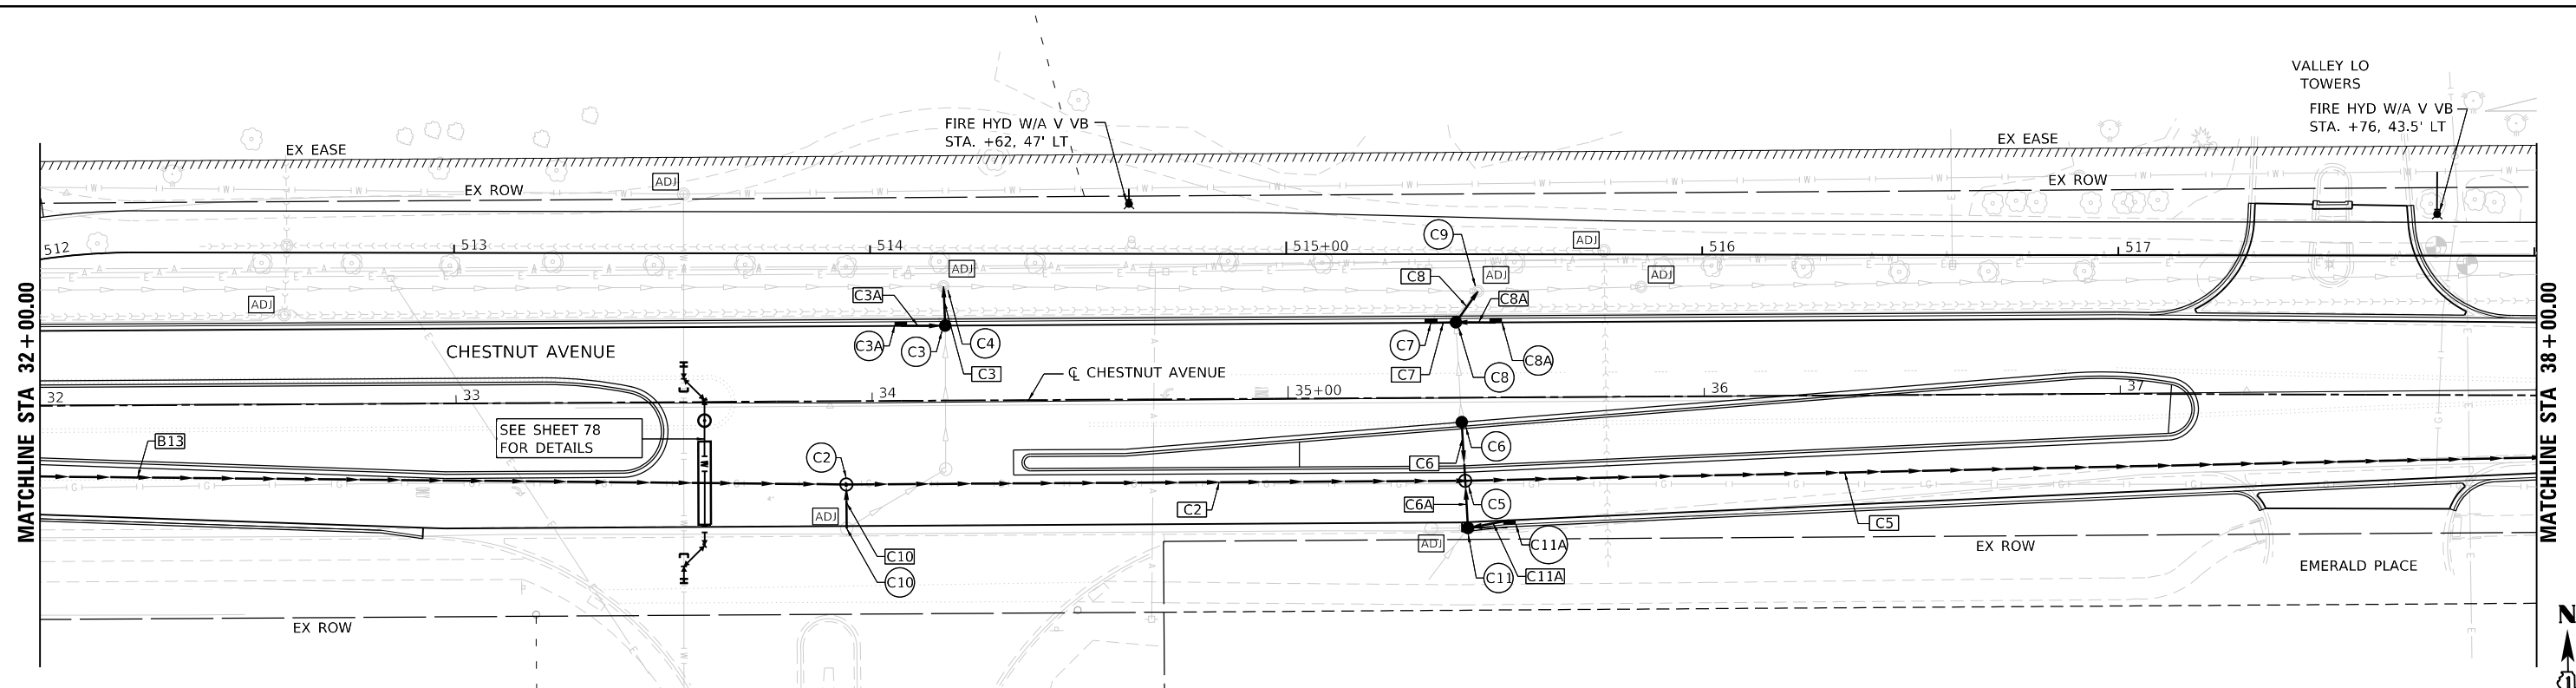 VALLEY LO
TOWERS
FIRE HYD W/A V VB
STA. +76, 43.5' LT
FIRE HYD W/A V VB
STA. +62, 47' LT
EX EASE
EX EASE
EX ROW
ADJ
EX ROW
512
513
514
515+00
516
517
C9
ADJ
ADJ
C8
ADJ
ADJ
ADJ
C3A
C8A
C3A
C3
C4
C3
C7
C7
C8
C8A
CHESTNUT AVENUE
℄ CHESTNUT AVENUE
32
33
34
35+00
36
37
MATCHLINE STA 32+00.00
MATCHLINE STA 38+00.00
SEE SHEET 78
FOR DETAILS
B13
C2
C6
C6
C2
ADJ
C6A
C5
C5
C10
C10
ADJ
C11A
C11
C11A
EX ROW
EMERALD PLACE
EX ROW
N